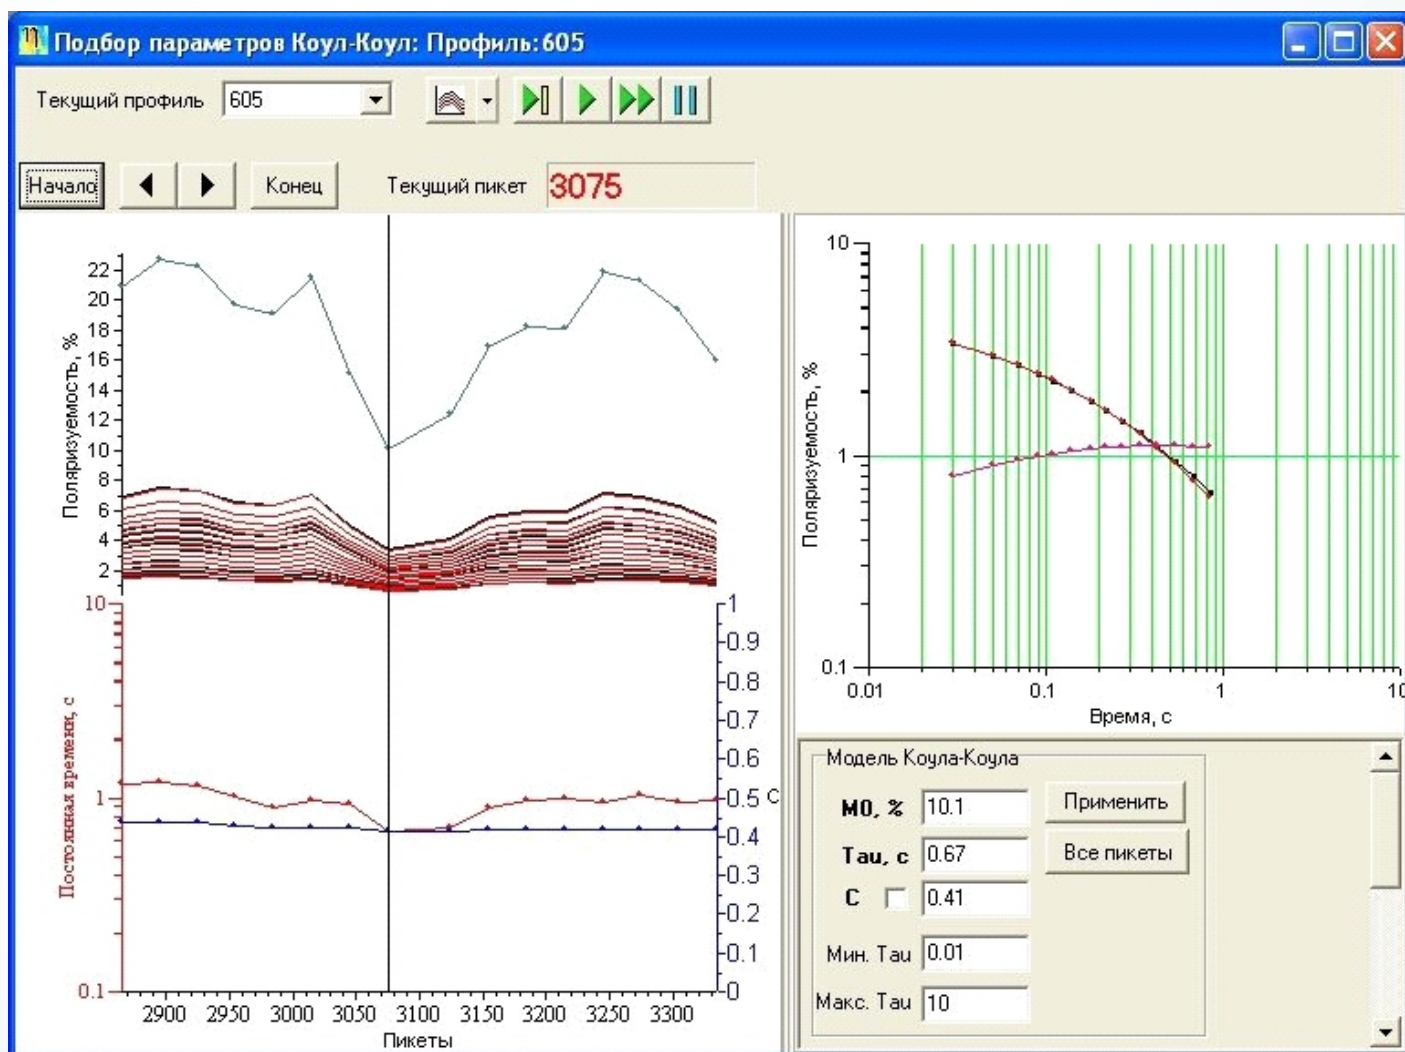 Подбор параметров Коул-Коул: Профиль:605
Текущий профиль 605
Начало Конец Текущий пикет 3075
Поляризуемость, %
22
20
18
16
14
12
10
8
6
4
2
Постоянная времени, с
10
1
0.1
1
0.9
0.8
0.7
0.6
0.5 С
0.4
0.3
0.2
0.1
0
2900 2950 3000 3050 3100 3150 3200 3250 3300
Пикеты
Поляризуемость, %
10
1
0.1
0.01 0.1 1 10
Время, с
Модель Коула-Коула
M0, % 10.1 Применить
Tau, с 0.67 Все пикеты
С 0.41
Мин. Tau 0.01
Макс. Tau 10